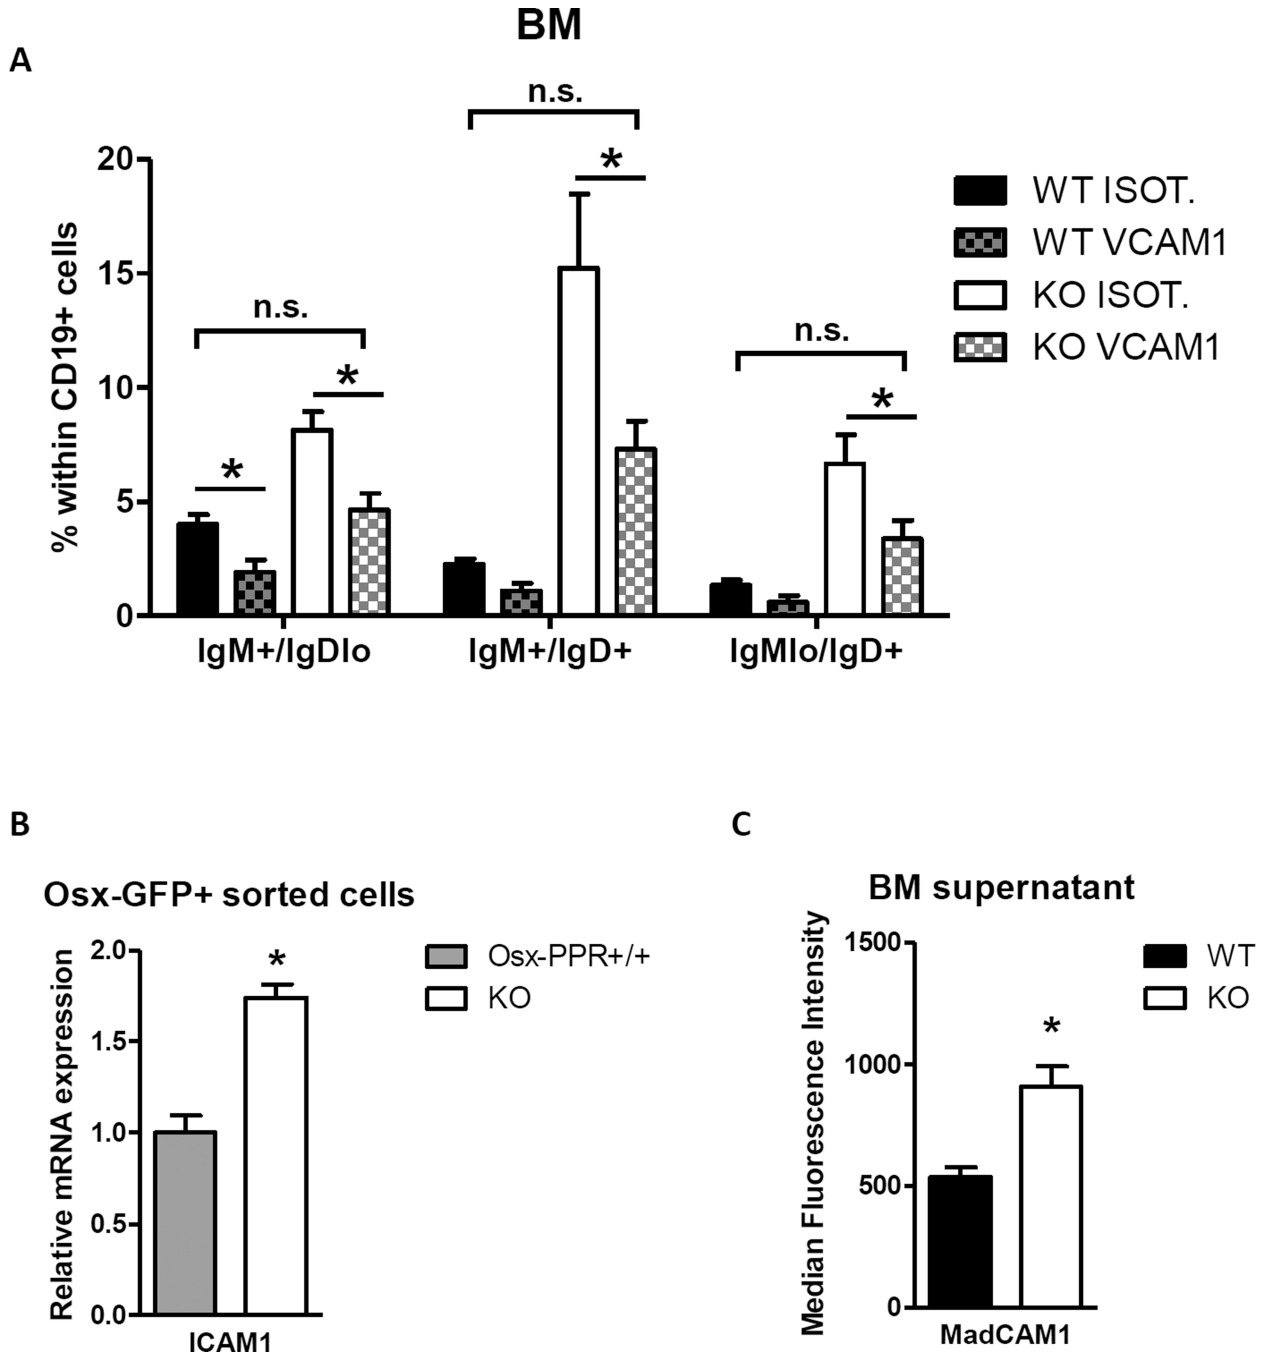 BM
A
n.s.
*
20
15
10
5
0
% within CD19+ cells
n.s.
*
*
n.s.
*
IgM+/IgDlo
IgM+/IgD+
IgMlo/IgD+
WT ISOT.
WT VCAM1
KO ISOT.
KO VCAM1
B
Osx-GFP+ sorted cells
Relative mRNA expression
2.0
1.5
1.0
0.5
0.0
*
ICAM1
Osx-PPR+/+
KO
C
BM supernatant
Median Fluorescence Intensity
1500
1000
500
0
*
MadCAM1
WT
KO